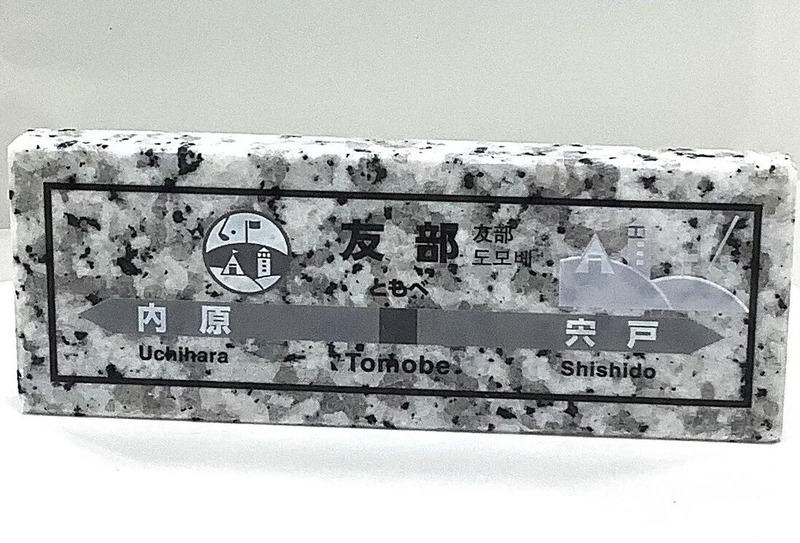 友部 友部
도모베
ともべ
内原 宍戸
Uchihara Tomobe Shishido